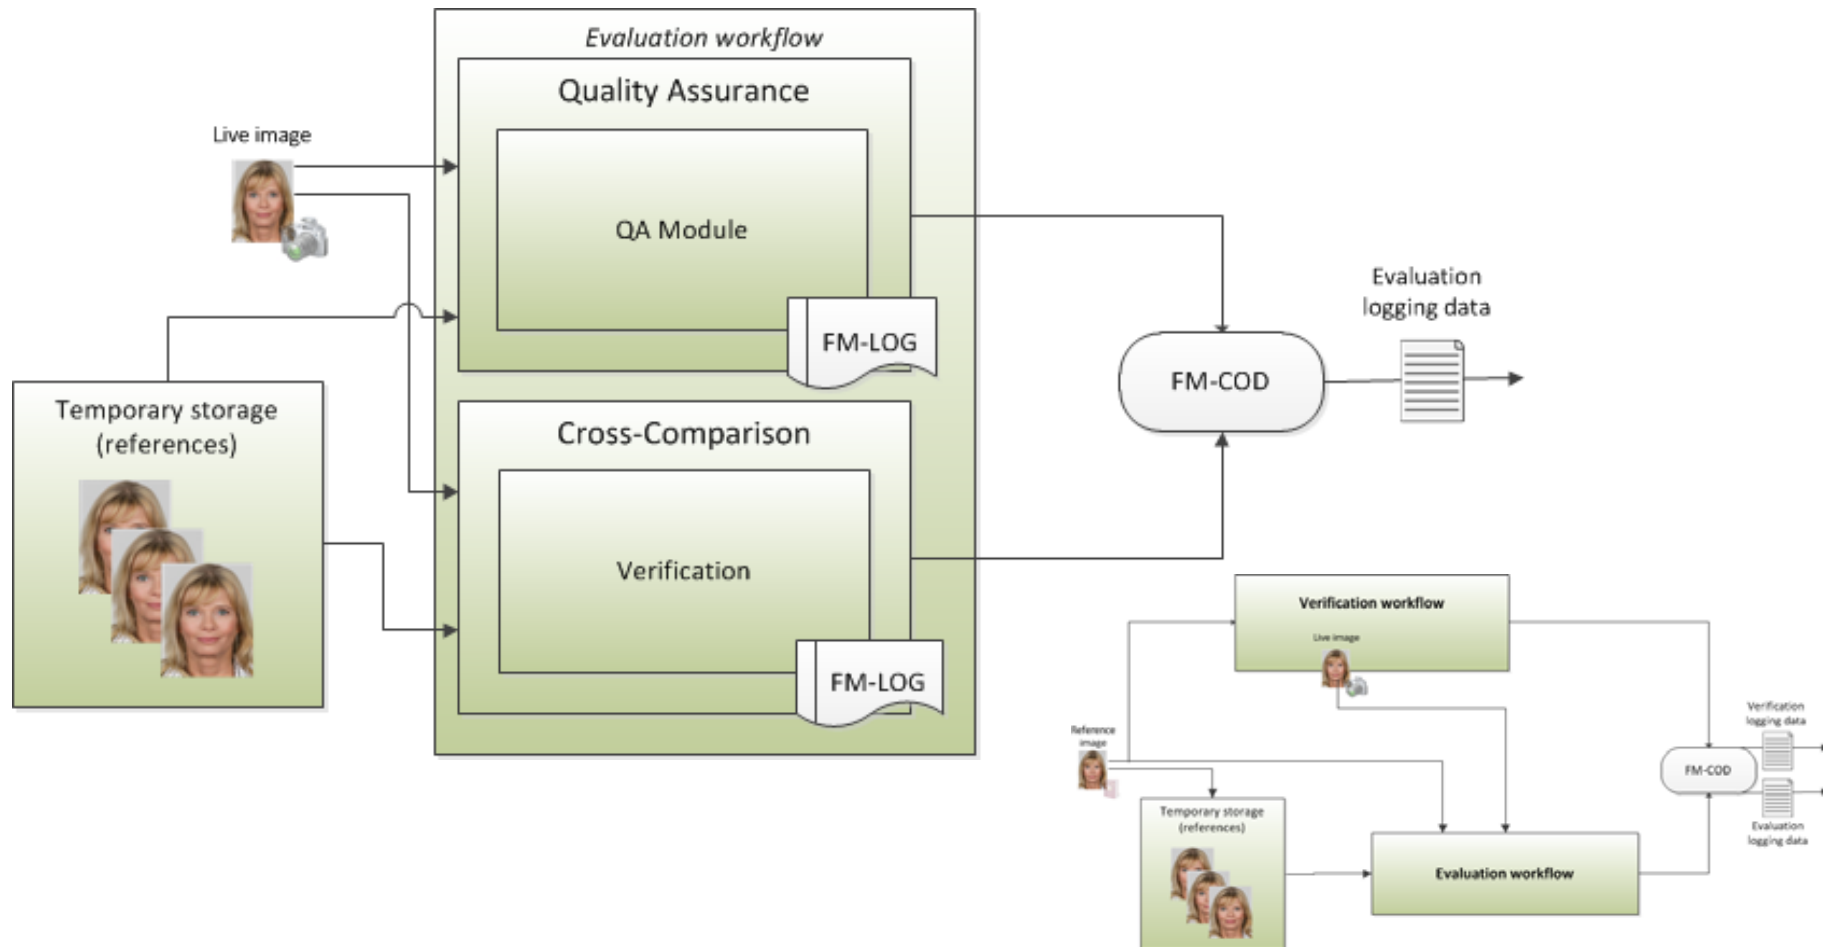 Evaluation workflow
Quality Assurance
QA Module
FM-LOG
Live image
Temporary storage
(references)
Cross-Comparison
Verification
FM-LOG
FM-COD
Evaluation
logging data
Verification workflow
Live image
Reference
image
Temporary storage
(references)
Evaluation workflow
FM-COD
Verification
logging data
Evaluation
logging data